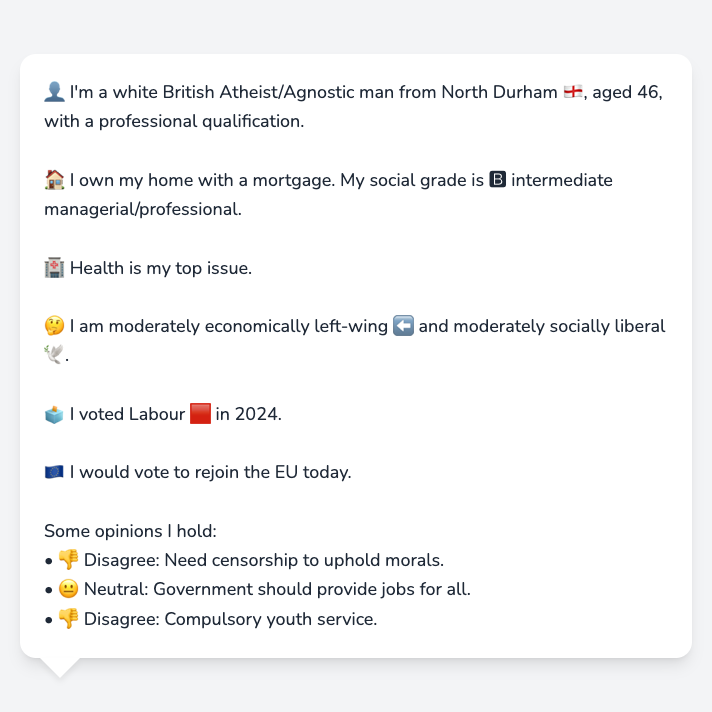 👤 I'm a white British Atheist/Agnostic man from North Durham 🏴󠁧󠁢󠁥󠁮󠁧󠁿, aged 46,
with a professional qualification.
🏠 I own my home with a mortgage. My social grade is 🅱 intermediate
managerial/professional.
🏥 Health is my top issue.
🤔 I am moderately economically left-wing ⬅️ and moderately socially liberal
🕊️.
🗳️ I voted Labour 🟥 in 2024.
🇪🇺 I would vote to rejoin the EU today.
Some opinions I hold:
• 👎 Disagree: Need censorship to uphold morals.
• 😐 Neutral: Government should provide jobs for all.
• 👎 Disagree: Compulsory youth service.